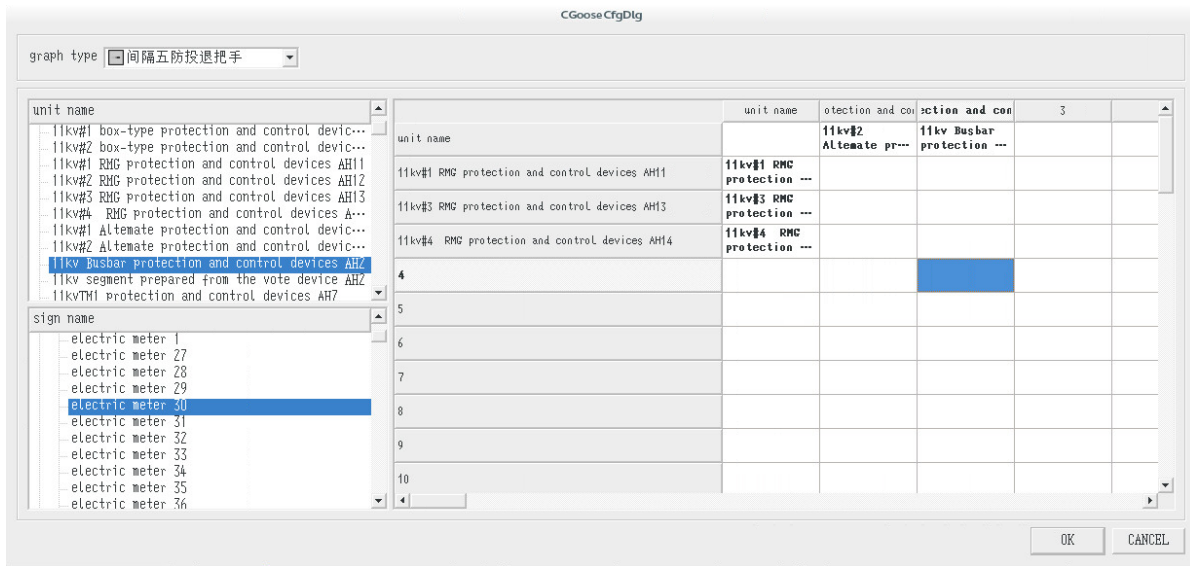 CGooseCfgDlg
graph type 间隔五防投退把手
unit name
11kv#1 box-type protection and control devic···
11kv#2 box-type protection and control devic···
11kv#1 RMG protection and control devices AH11
11kv#2 RMG protection and control devices AH12
11kv#3 RMG protection and control devices AH13
11kv#4 RMG protection and control devices A···
11kv#1 Altemate protection and control devic···
11kv#2 Altemate protection and control devic···
11kv Busbar protection and control devices AH2
11kv segment prepared from the vote device AH2
11kvTM1 protection and control devices AH7
sign name
electric meter 1
electric meter 27
electric meter 28
electric meter 29
electric meter 30
electric meter 31
electric meter 32
electric meter 33
electric meter 34
electric meter 35
electric meter 36
unit name otection and co ection and con 3
unit name
11kv#2
Altemate pr···
11kv Busbar
protection ···
11kv#1 RMG protection and control devices AH11
11kv#1 RMG
protection ···
11kv#3 RMG protection and control devices AH13
11kv#3 RMG
protection ···
11kv#4 RMG protection and control devices AH14
11kv#4 RMG
protection ···
4
5
6
7
8
9
10
OK CANCEL